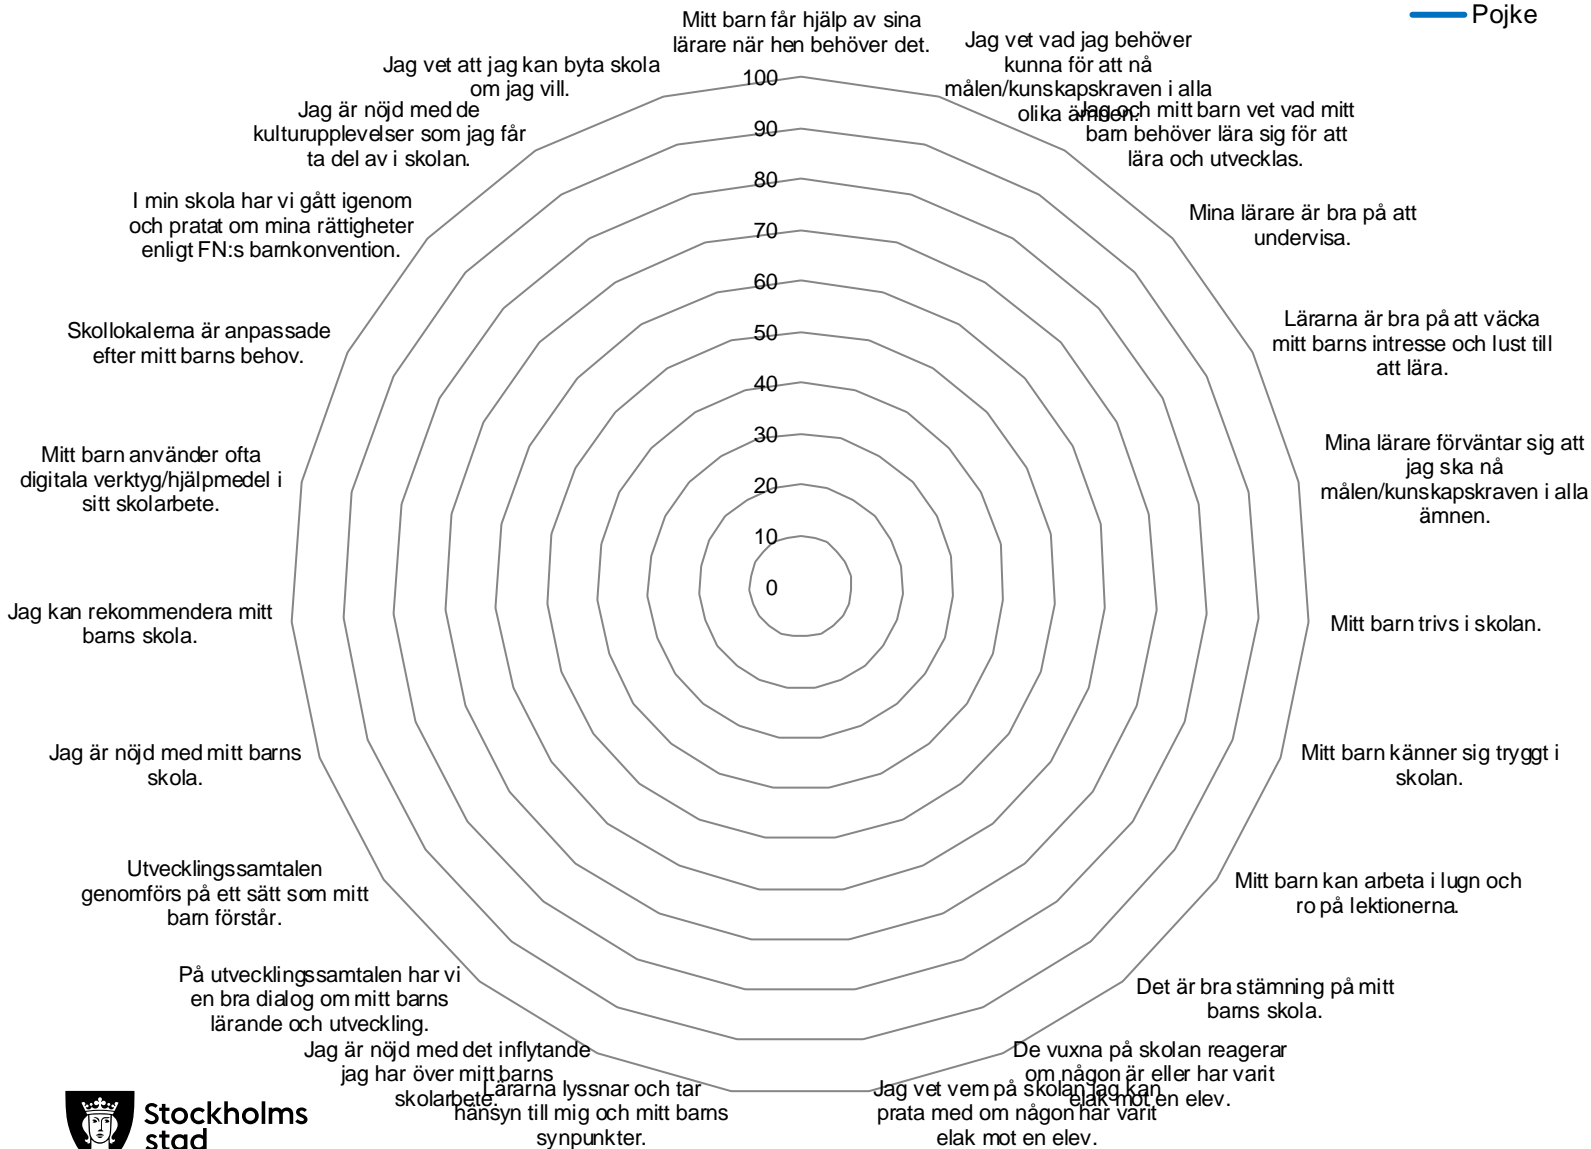 Pojke
Mitt barn får hjälp av sina
lärare när hen behöver det.
Jag vet vad jag behöver
kunna för att nå
målen/kunskapskraven i alla
olika ämnen.
Jag och mitt barn vet vad mitt
barn behöver lära sig för att
lära och utvecklas.
Mina lärare är bra på att
undervisa.
Lärarna är bra på att väcka
mitt barns intresse och lust till
att lära.
Mina lärare förväntar sig att
jag ska nå
målen/kunskapskraven i alla
ämnen.
Mitt barn trivs i skolan.
Mitt barn känner sig tryggt i
skolan.
Mitt barn kan arbeta i lugn och
ro på lektionerna.
Det är bra stämning på mitt
barns skola.
De vuxna på skolan reagerar
om någon är eller har varit
elak mot en elev.
Jag vet vem på skolan jag kan
prata med om någon har varit
elak mot en elev.
Lärarna lyssnar och tar
hänsyn till mig och mitt barns
synpunkter.
Jag är nöjd med det inflytande
jag har över mitt barns
skolarbete.
På utvecklingssamtalen har vi
en bra dialog om mitt barns
lärande och utveckling.
Utvecklingssamtalen
genomförs på ett sätt som mitt
barn förstår.
Jag är nöjd med mitt barns
skola.
Jag kan rekommendera mitt
barns skola.
Mitt barn använder ofta
digitala verktyg/hjälpmedel i
sitt skolarbete.
Skollokalerna är anpassade
efter mitt barns behov.
I min skola har vi gått igenom
och pratat om mina rättigheter
enligt FN:s barnkonvention.
Jag är nöjd med de
kulturupplevelser som jag får
ta del av i skolan.
Jag vet att jag kan byta skola
om jag vill.
100
90
80
70
60
50
40
30
20
10
0
Stockholms
stad